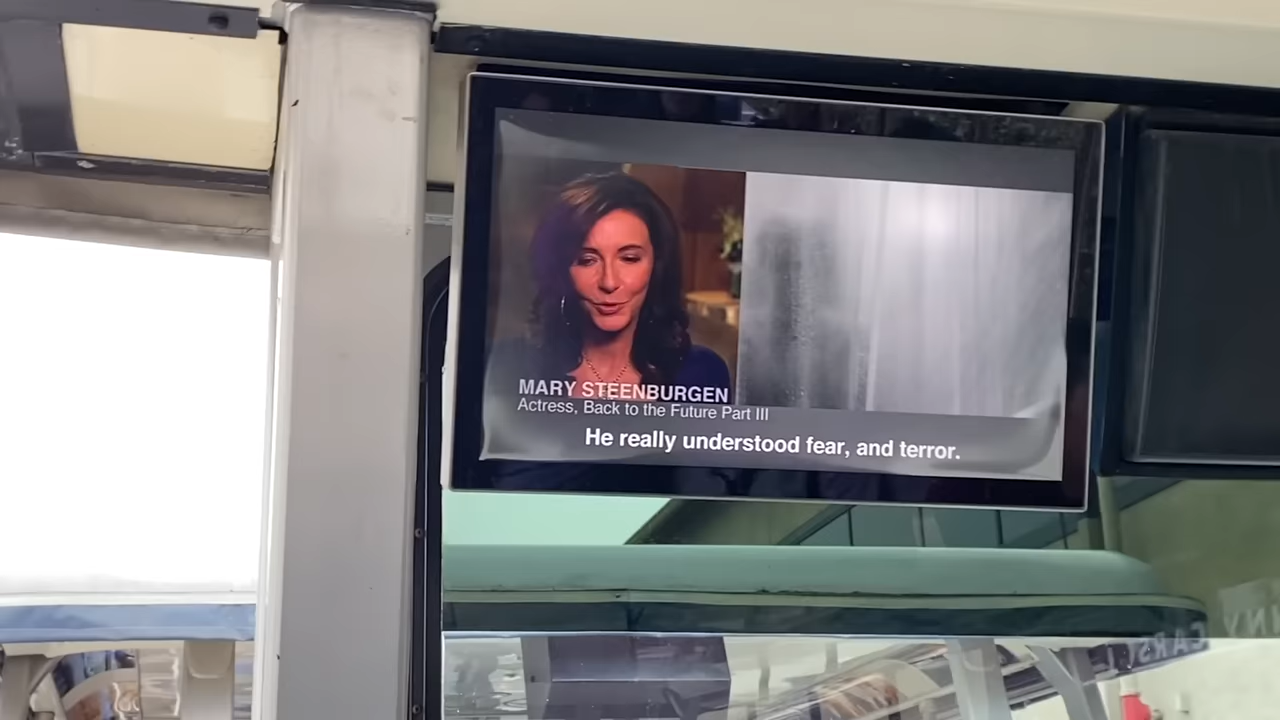 MARY STEENBURGEN
Actress, Back to the Future Part III
He really understood fear, and terror.